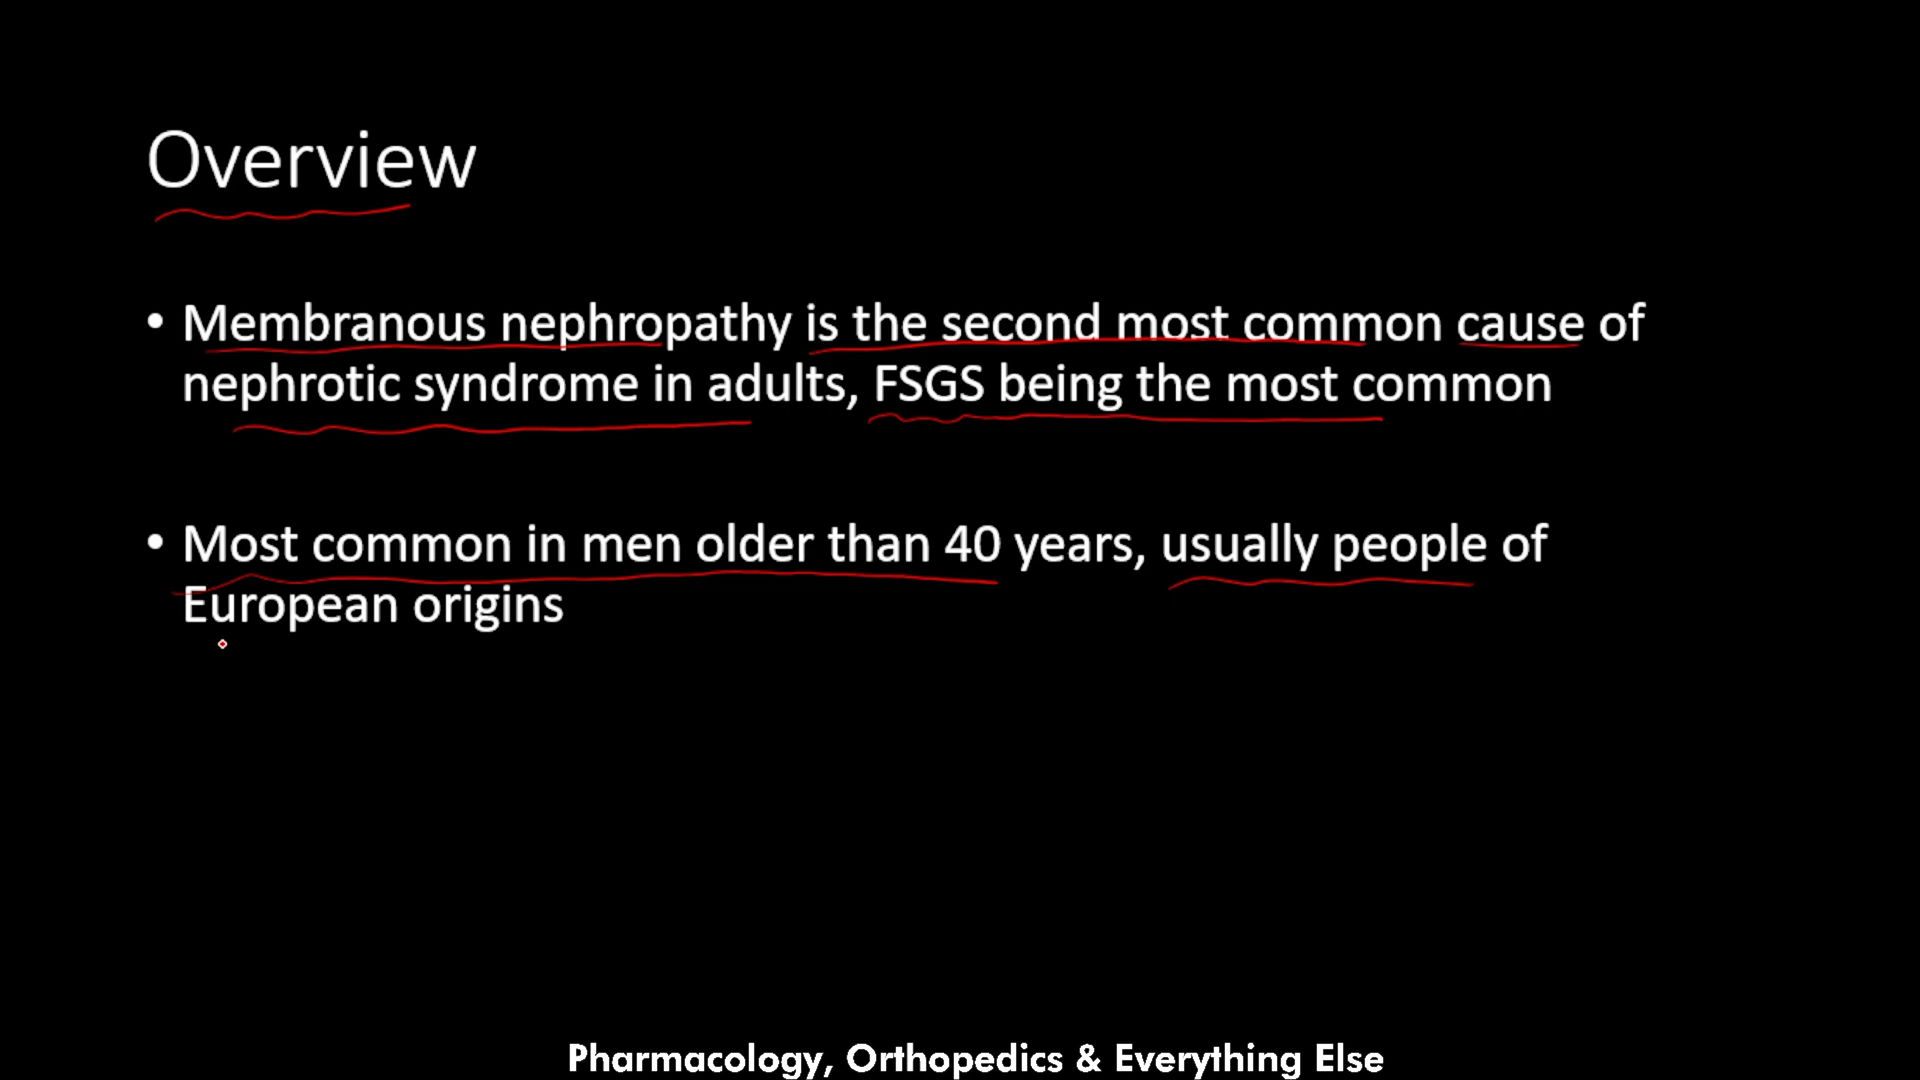 Overview
• Membranous nephropathy is the second most common cause of
nephrotic syndrome in adults, FSGS being the most common
• Most common in men older than 40 years, usually people of
European origins
Pharmacology, Orthopedics & Everything Else